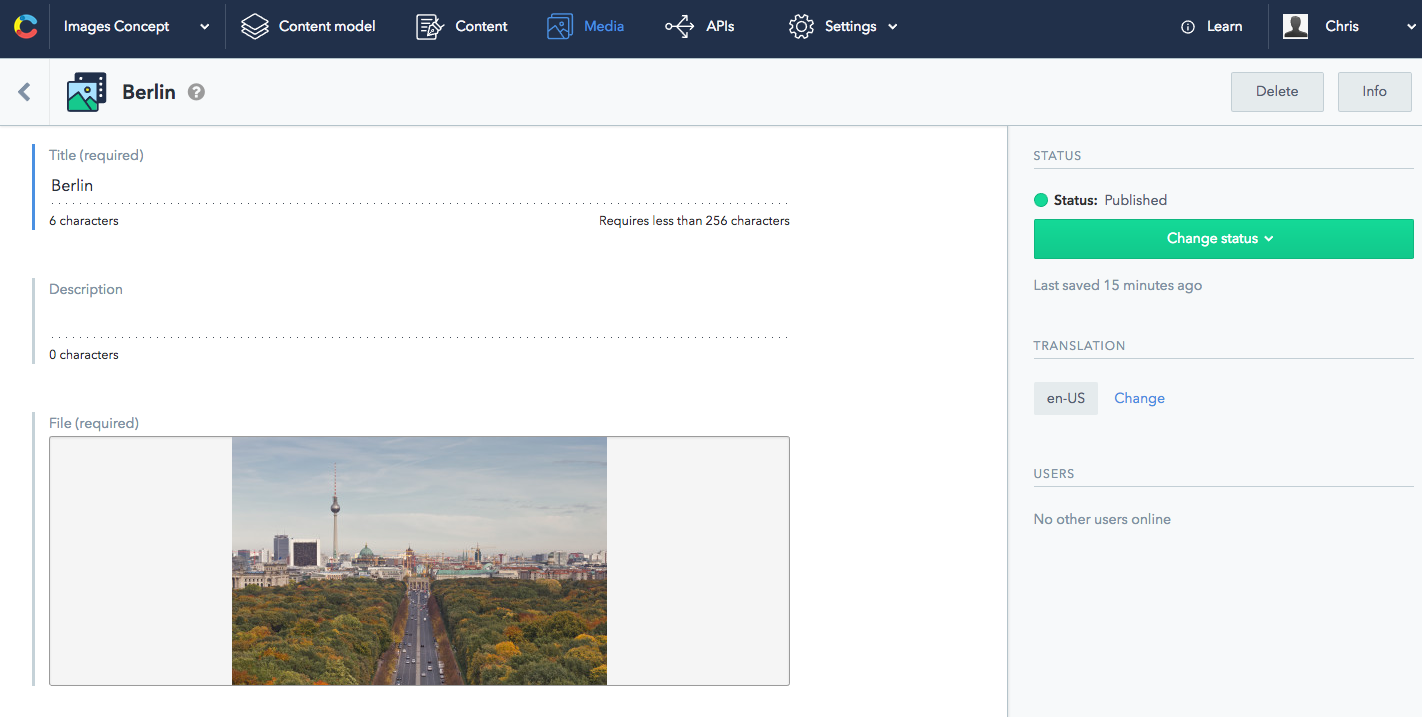 Images Concept Content model Content Media APIs Settings Learn Chris
Berlin ? Delete Info
Title (required)
Berlin
6 characters Requires less than 256 characters
Description
0 characters
File (required)
STATUS
Status: Published
Change status
Last saved 15 minutes ago
TRANSLATION
en-US Change
USERS
No other users online